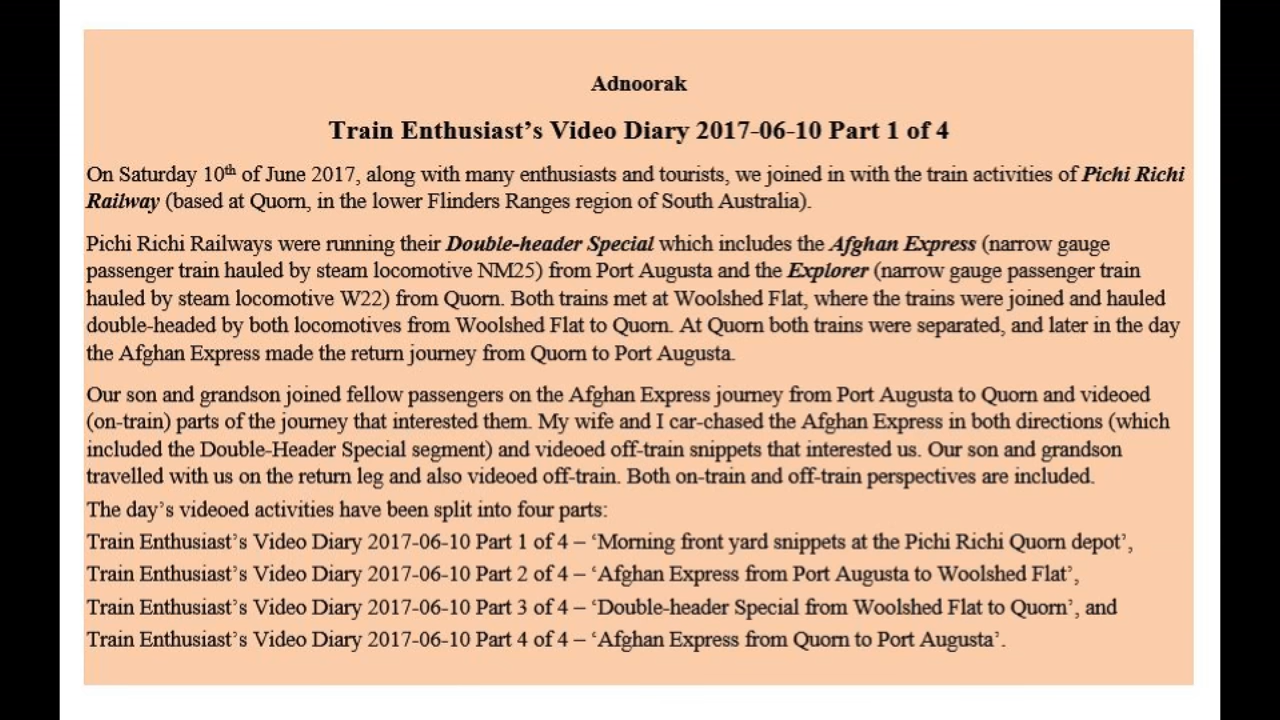 Adnoorak
Train Enthusiast’s Video Diary 2017-06-10 Part 1 of 4
On Saturday 10th of June 2017, along with many enthusiasts and tourists, we joined in with the train activities of Pichi Richi
Railway (based at Quorn, in the lower Flinders Ranges region of South Australia).
Pichi Richi Railways were running their Double-header Special which includes the Afghan Express (narrow gauge
passenger train hauled by steam locomotive NM25) from Port Augusta and the Explorer (narrow gauge passenger train
hauled by steam locomotive W22) from Quorn. Both trains met at Woolshed Flat, where the trains were joined and hauled
double-headed by both locomotives from Woolshed Flat to Quorn. At Quorn both trains were separated, and later in the day
the Afghan Express made the return journey from Quorn to Port Augusta.
Our son and grandson joined fellow passengers on the Afghan Express journey from Port Augusta to Quorn and videoed
(on-train) parts of the journey that interested them. My wife and I car-chased the Afghan Express in both directions (which
included the Double-Header Special segment) and videoed off-train snippets that interested us. Our son and grandson
travelled with us on the return leg and also videoed off-train. Both on-train and off-train perspectives are included.
The day’s videoed activities have been split into four parts:
Train Enthusiast’s Video Diary 2017-06-10 Part 1 of 4 – ‘Morning front yard snippets at the Pichi Richi Quorn depot’,
Train Enthusiast’s Video Diary 2017-06-10 Part 2 of 4 – ‘Afghan Express from Port Augusta to Woolshed Flat’,
Train Enthusiast’s Video Diary 2017-06-10 Part 3 of 4 – ‘Double-header Special from Woolshed Flat to Quorn’, and
Train Enthusiast’s Video Diary 2017-06-10 Part 4 of 4 – ‘Afghan Express from Quorn to Port Augusta’.